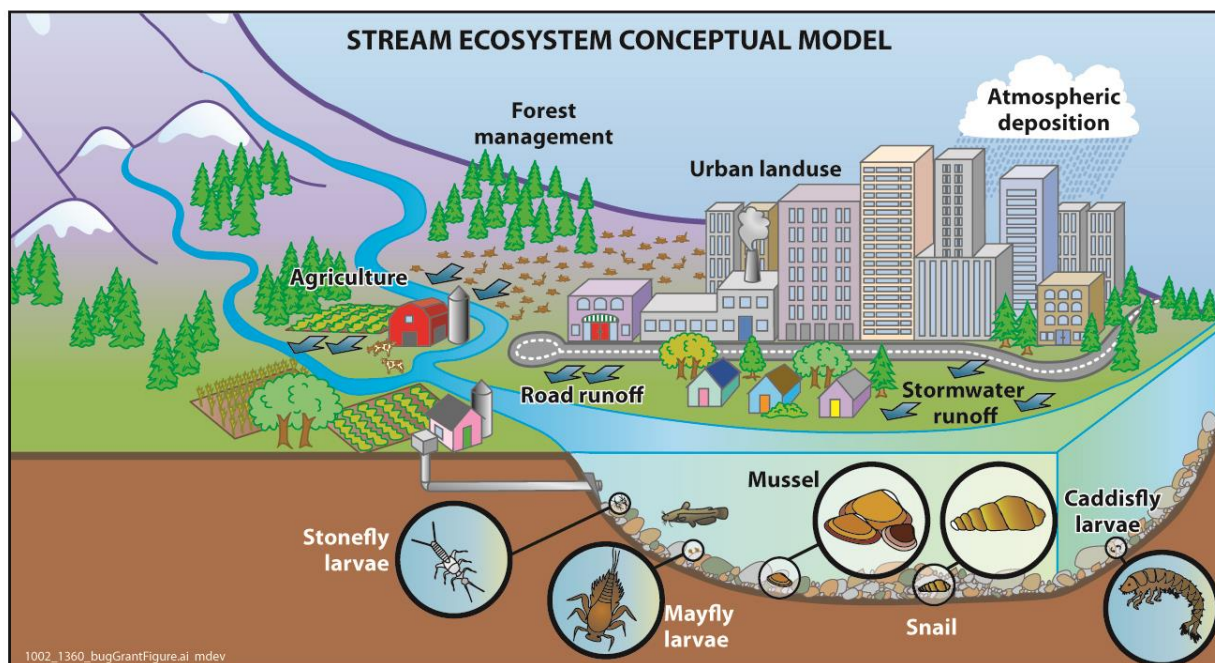 STREAM ECOSYSTEM CONCEPTUAL MODEL
Atmospheric
deposition
Forest
management
Urban landuse
Agriculture
Road runoff
Stormwater
runoff
Mussel
Caddisfly
larvae
Stonefly
larvae
Mayfly
larvae
Snail
1002_1360_bugGrantFigure.ai mdev